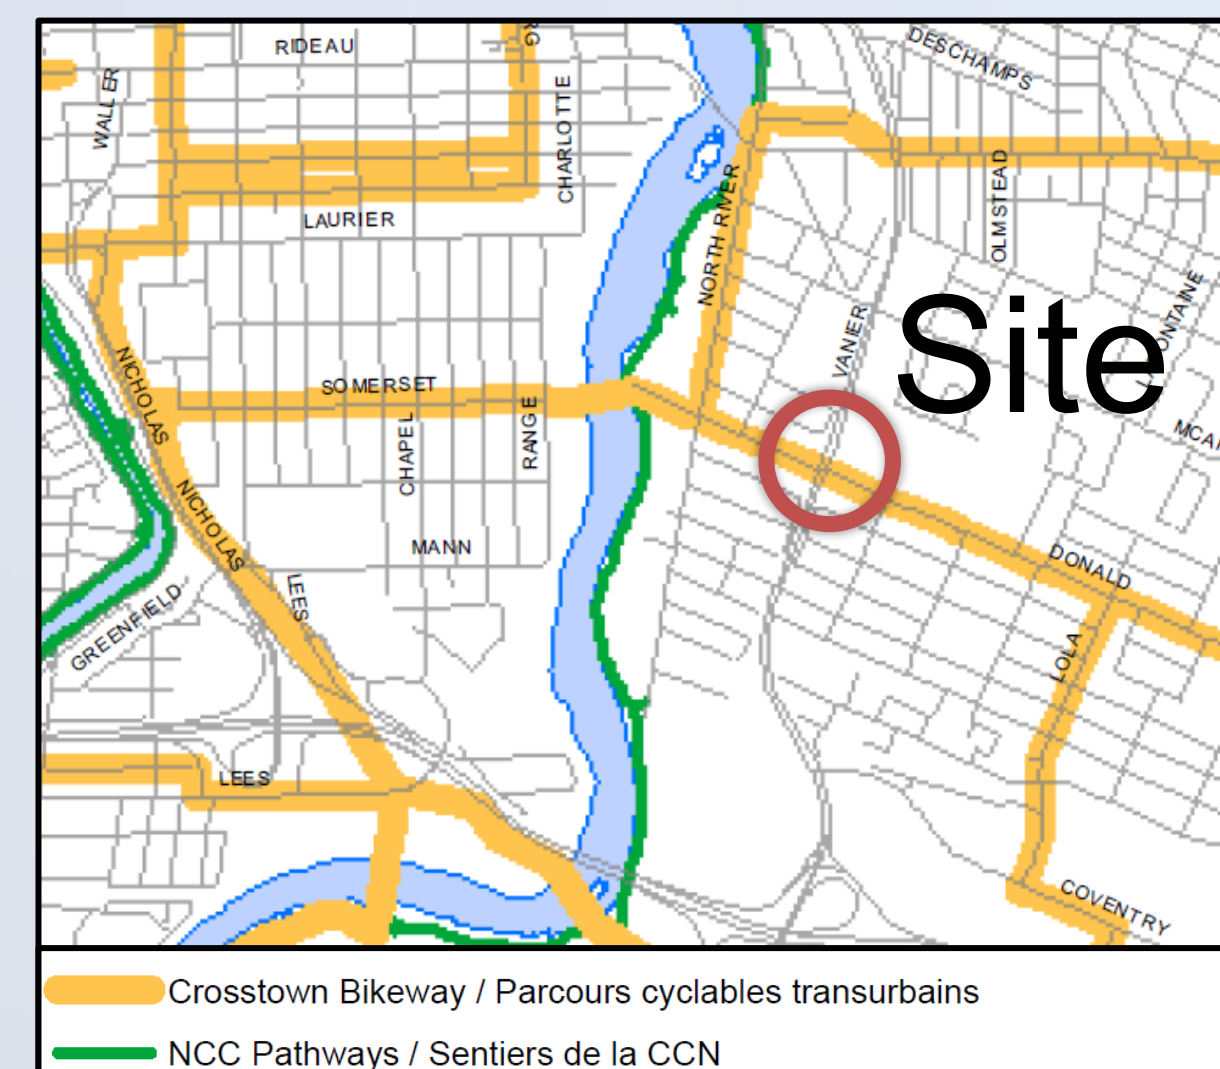 RIDEAU
RG
DESCHAMPS
WALLER
CHARLOTTE
OLMSTEAD
NORTH RIVER
LAURIER
VANIER
Site
NICHOLAS
SOMERSET
CHAPEL
RANGE
NICHOLAS
MANN
DONALD
LEES
GREENFIELD
LOLA
LEES
COVENTRY
Crosstown Bikeway / Parcours cyclables transurbains
NCC Pathways / Sentiers de la CCN